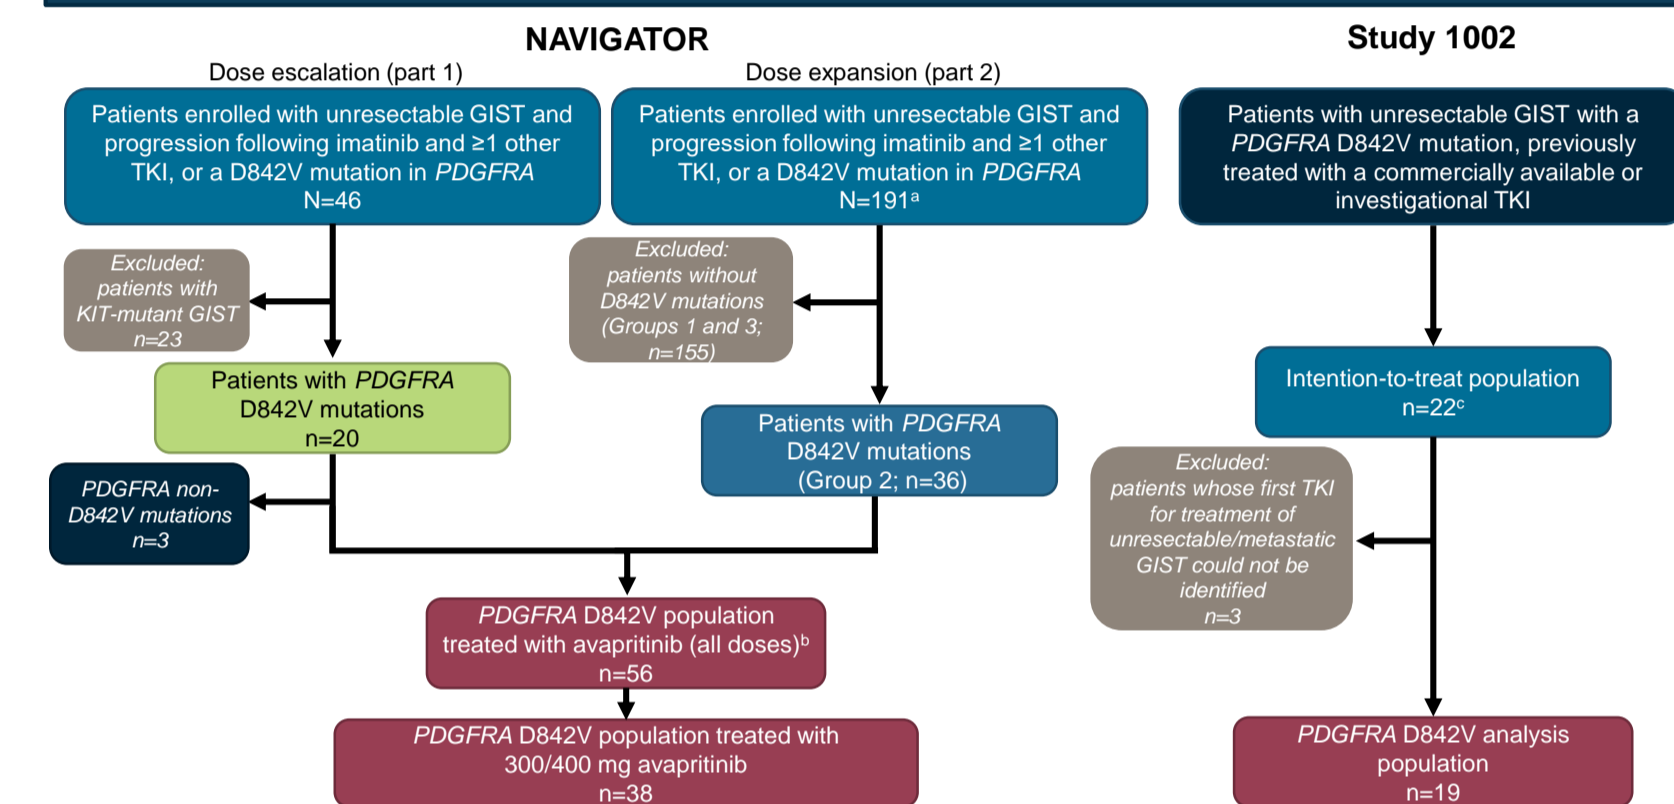 NAVIGATOR
Dose escalation (part 1)
Patients enrolled with unresectable GIST and
progression following imatinib and ≥1 other
TKI, or a D842V mutation in PDGFRA
N=46
Excluded:
patients with
KIT-mutant GIST
n=23
Patients with PDGFRA
D842V mutations
n=20
PDGFRA non-
D842V mutations
n=3
Dose expansion (part 2)
Patients enrolled with unresectable GIST and
progression following imatinib and ≥1 other
TKI, or a D842V mutation in PDGFRA
N=191ᵃ
Excluded:
patients without
D842V mutations
(Groups 1 and 3;
n=155)
Patients with PDGFRA
D842V mutations
(Group 2; n=36)
PDGFRA D842V population
treated with avapritinib (all doses)ᵇ
n=56
PDGFRA D842V population treated with
300/400 mg avapritinib
n=38
Study 1002
Patients with unresectable GIST with a
PDGFRA D842V mutation, previously
treated with a commercially available or
investigational TKI
Intention-to-treat population
n=22ᶜ
Excluded:
patients whose first TKI
for treatment of
unresectable/metastatic
GIST could not be
identified
n=3
PDGFRA D842V analysis
population
n=19